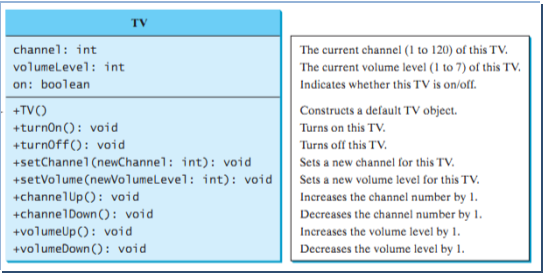 TV
channel: int
The current channel (1 to 120) of this TV.
volumeLevel: int
The current volume level (1 to 7) of this TV.
on: boolean
Indicates whether this TV is on/off.
+TV()
Constructs a default TV object.
+turnOn(): void
Turns on this TV.
+turnOff(): void
Turns off this TV.
+setChannel(newChannel: int): void
Sets a new channel for this TV.
+setVolume(newVolumeLevel: int): void
Sets a new volume level for this TV.
+channelUp(): void
Increases the channel number by 1.
+channelDown(): void
Decreases the channel number by 1.
+volumeUp(): void
Increases the volume level by 1.
+volumeDown(): void
Decreases the volume level by 1.